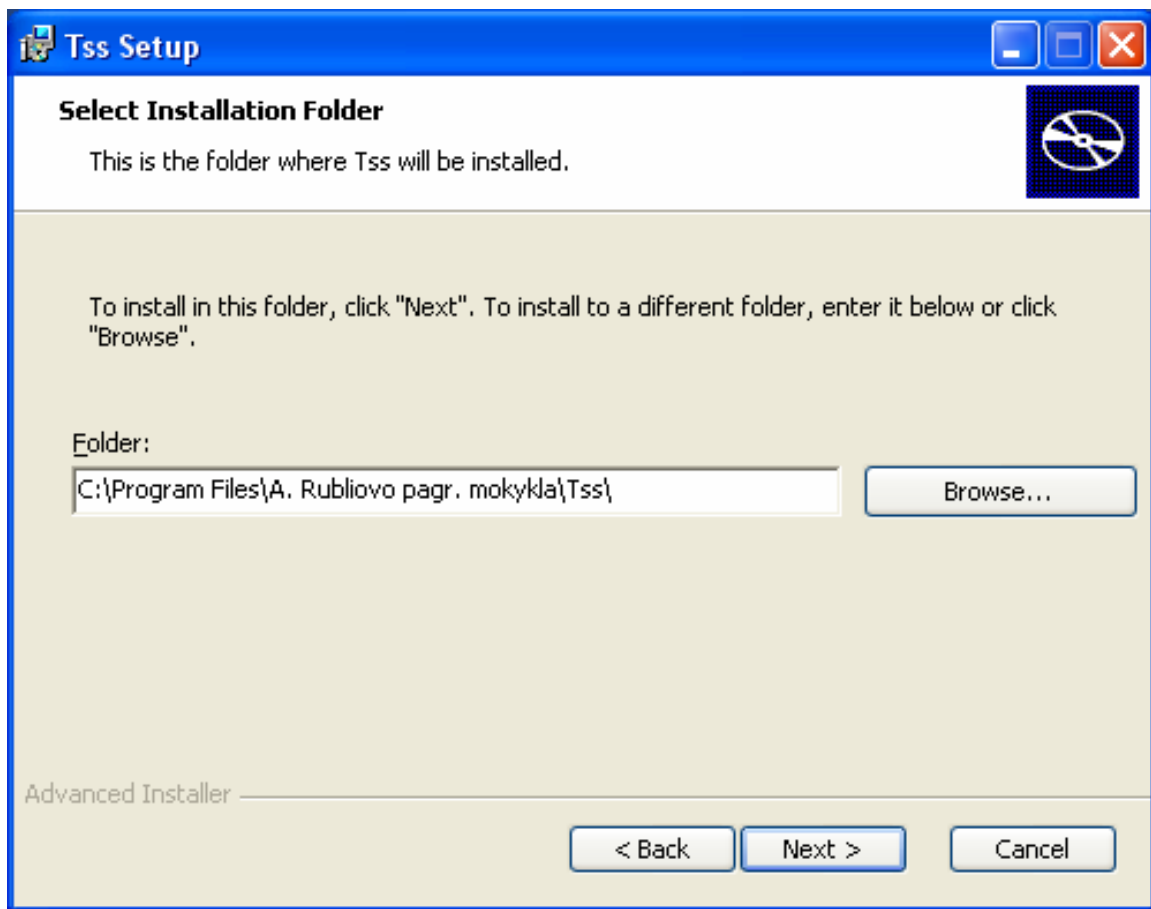 Tss Setup
Select Installation Folder
This is the folder where Tss will be installed.
To install in this folder, click "Next". To install to a different folder, enter it below or click
"Browse".
Folder:
C:\Program Files\A. Rubliovo pagr. mokykla\Tss\
Browse...
Advanced Installer
< Back
Next >
Cancel